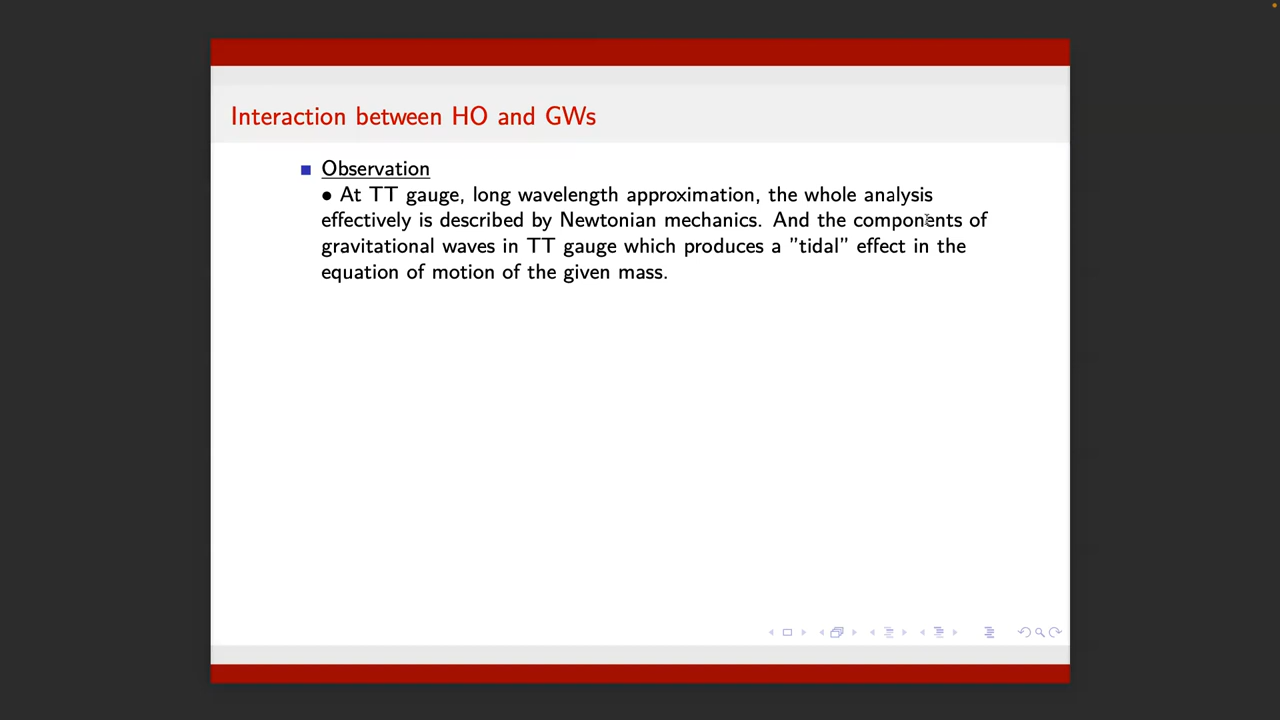 Interaction between HO and GWs
Observation
• At TT gauge, long wavelength approximation, the whole analysis
effectively is described by Newtonian mechanics. And the components of
gravitational waves in TT gauge which produces a ”tidal” effect in the
equation of motion of the given mass.